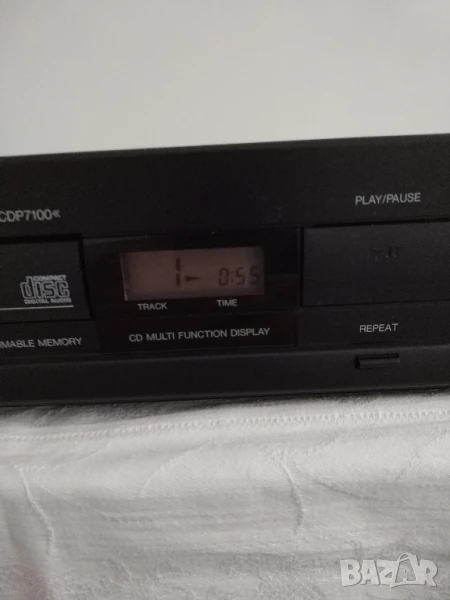 CDP7100
PLAY/PAUSE
1 0:55
COMPACT
disc
DIGITAL AUDIO
TRACK TIME
MABLE MEMORY
CD MULTI FUNCTION DISPLAY
REPEAT
BAZAR